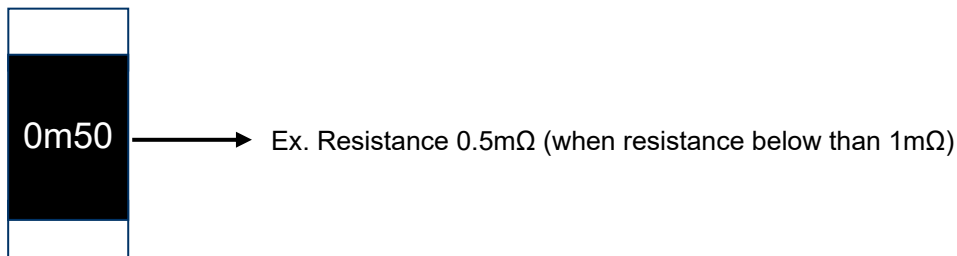 0m50
Ex. Resistance 0.5mΩ (when resistance below than 1mΩ)